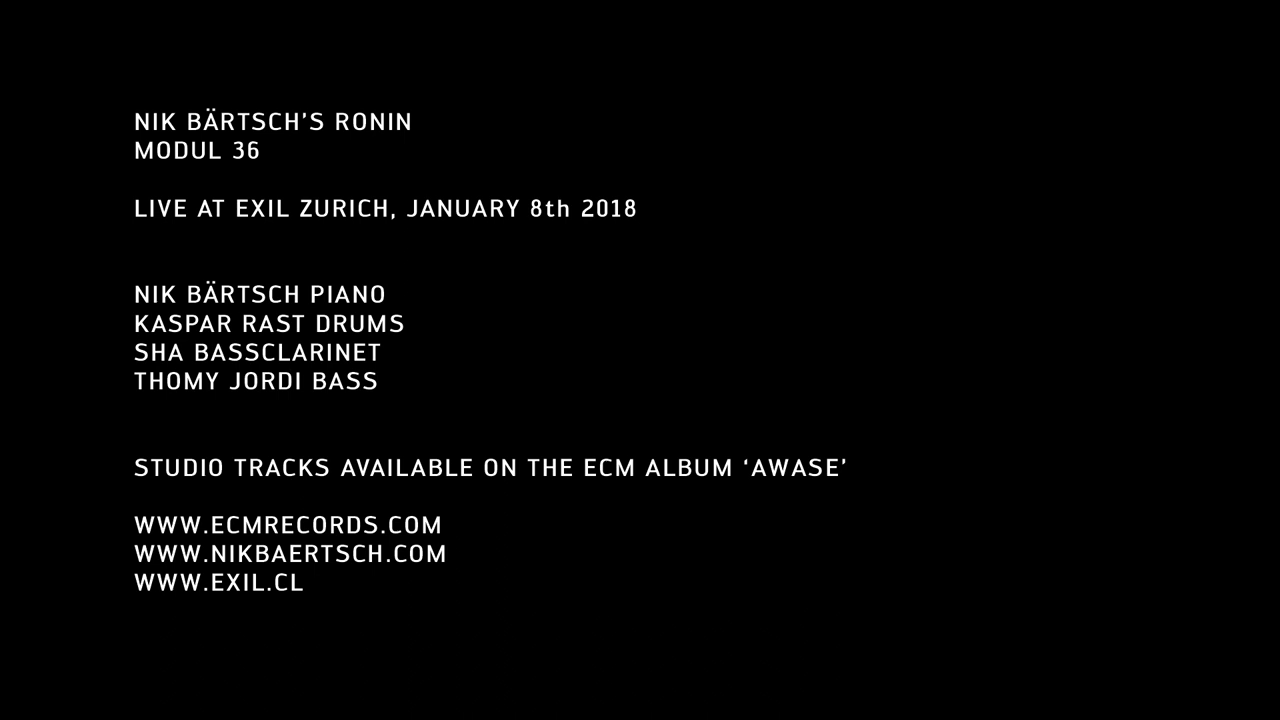 NIK BÄRTSCH’S RONIN
MODUL 36
LIVE AT EXIL ZURICH, JANUARY 8th 2018
NIK BÄRTSCH PIANO
KASPAR RAST DRUMS
SHA BASSCLARINET
THOMY JORDI BASS
STUDIO TRACKS AVAILABLE ON THE ECM ALBUM ‘AWASE’
WWW.ECMRECORDS.COM
WWW.NIKBAERTSCH.COM
WWW.EXIL.CL